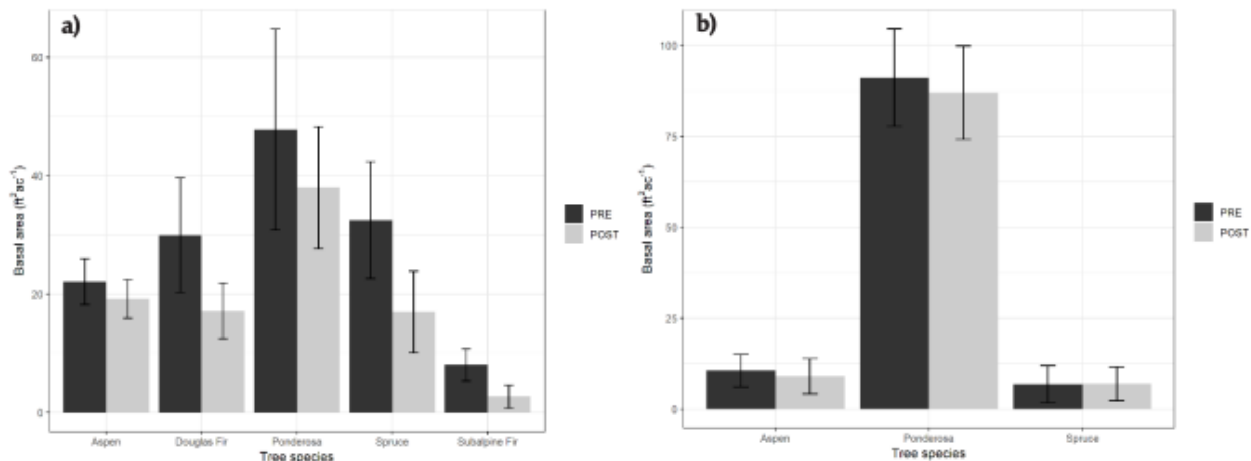 a)
60
40
20
0
Basal area (ft²ac⁻¹)
Aspen Douglas Fir Ponderosa Spruce Subalpine Fir
Tree species
PRE
POST
b)
100
75
50
25
0
Basal area (ft²ac⁻¹)
Aspen Ponderosa Spruce
Tree species
PRE
POST